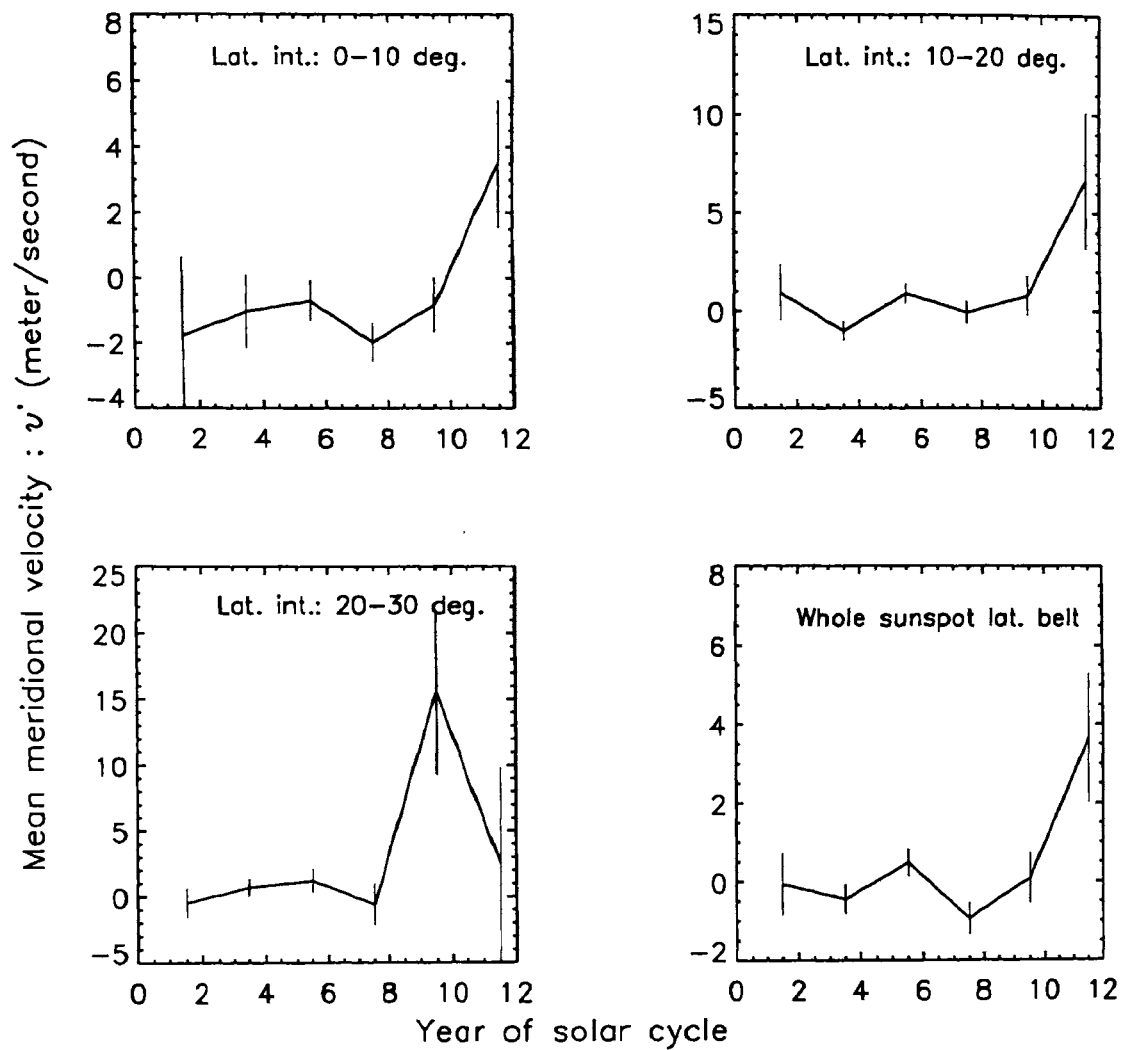 Mean meridional velocity : v' (meter/second)
Lat. int.: 0–10 deg.
8
6
4
2
0
−2
−4
0 2 4 6 8 10 12
Lat. int.: 10–20 deg.
15
10
5
0
−5
0 2 4 6 8 10 12
Lat. int.: 20–30 deg.
25
20
15
10
5
0
−5
0 2 4 6 8 10 12
Whole sunspot lat. belt
8
6
4
2
0
−2
0 2 4 6 8 10 12
Year of solar cycle